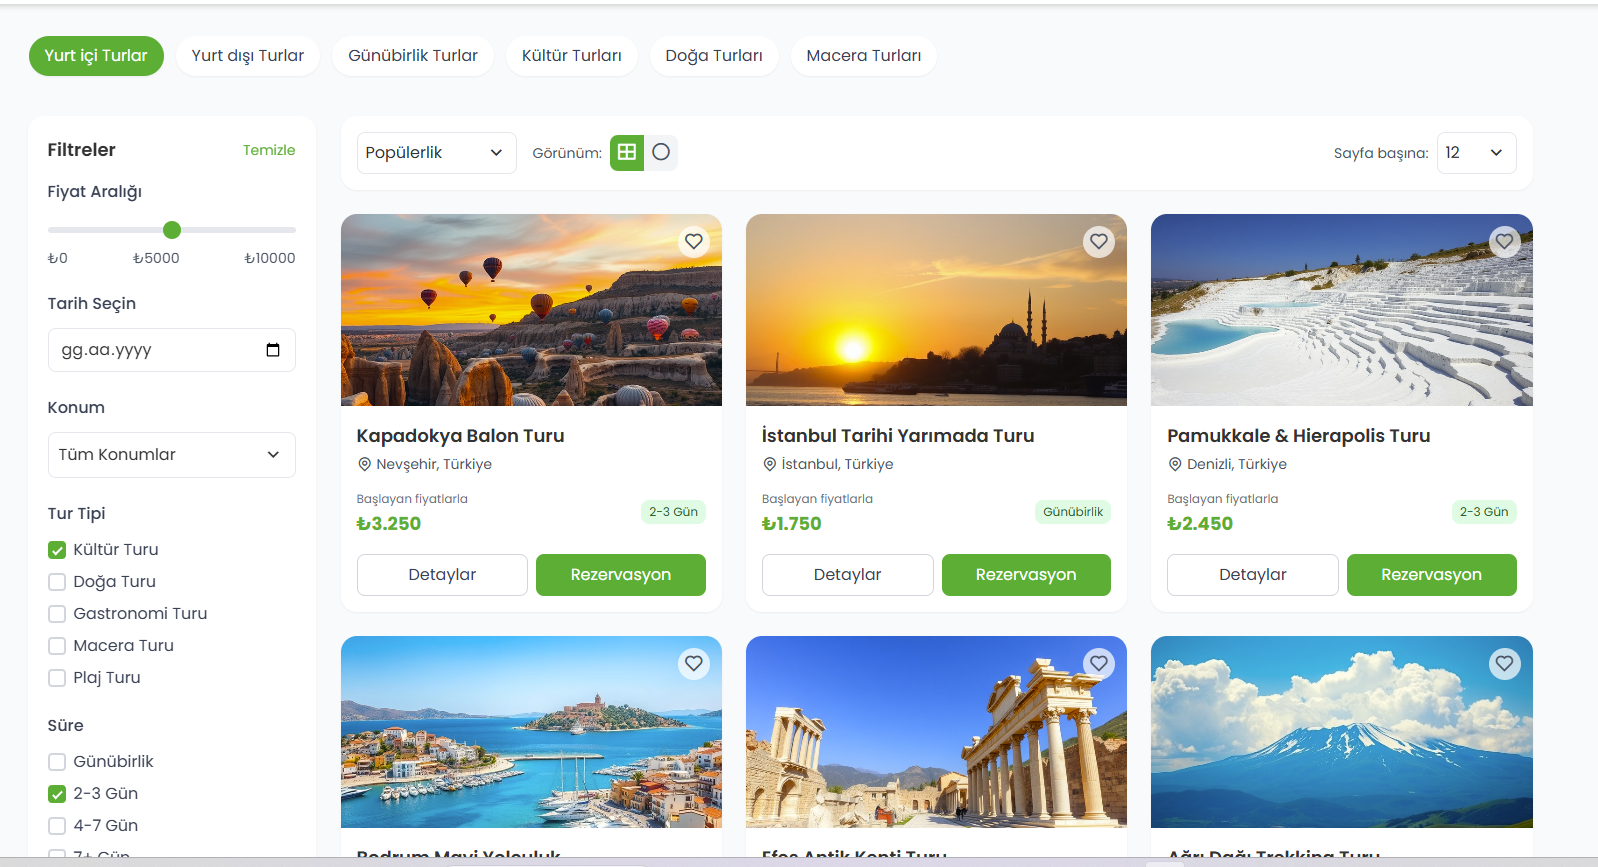 Yurt içi Turlar
Yurt dışı Turlar
Günübirlik Turlar
Kültür Turları
Doğa Turları
Macera Turları
Filtreler
Temizle
Fiyat Aralığı
₺0
₺5000
₺10000
Tarih Seçin
gg.aa.yyyy
Konum
Tüm Konumlar
Tur Tipi
Kültür Turu
Doğa Turu
Gastronomi Turu
Macera Turu
Plaj Turu
Süre
Günübirlik
2-3 Gün
4-7 Gün
7+ Gün
Popülerlik
Görünüm:
Sayfa başına:
12
Kapadokya Balon Turu
Nevşehir, Türkiye
Başlayan fiyatlarla
₺3.250
2-3 Gün
Detaylar
Rezervasyon
İstanbul Tarihi Yarımada Turu
İstanbul, Türkiye
Başlayan fiyatlarla
₺1.750
Günübirlik
Detaylar
Rezervasyon
Pamukkale & Hierapolis Turu
Denizli, Türkiye
Başlayan fiyatlarla
₺2.450
2-3 Gün
Detaylar
Rezervasyon
Bodrum Mavi Yolculuk
Efes Antik Kenti Turu
Ağrı Dağı Trekking Turu